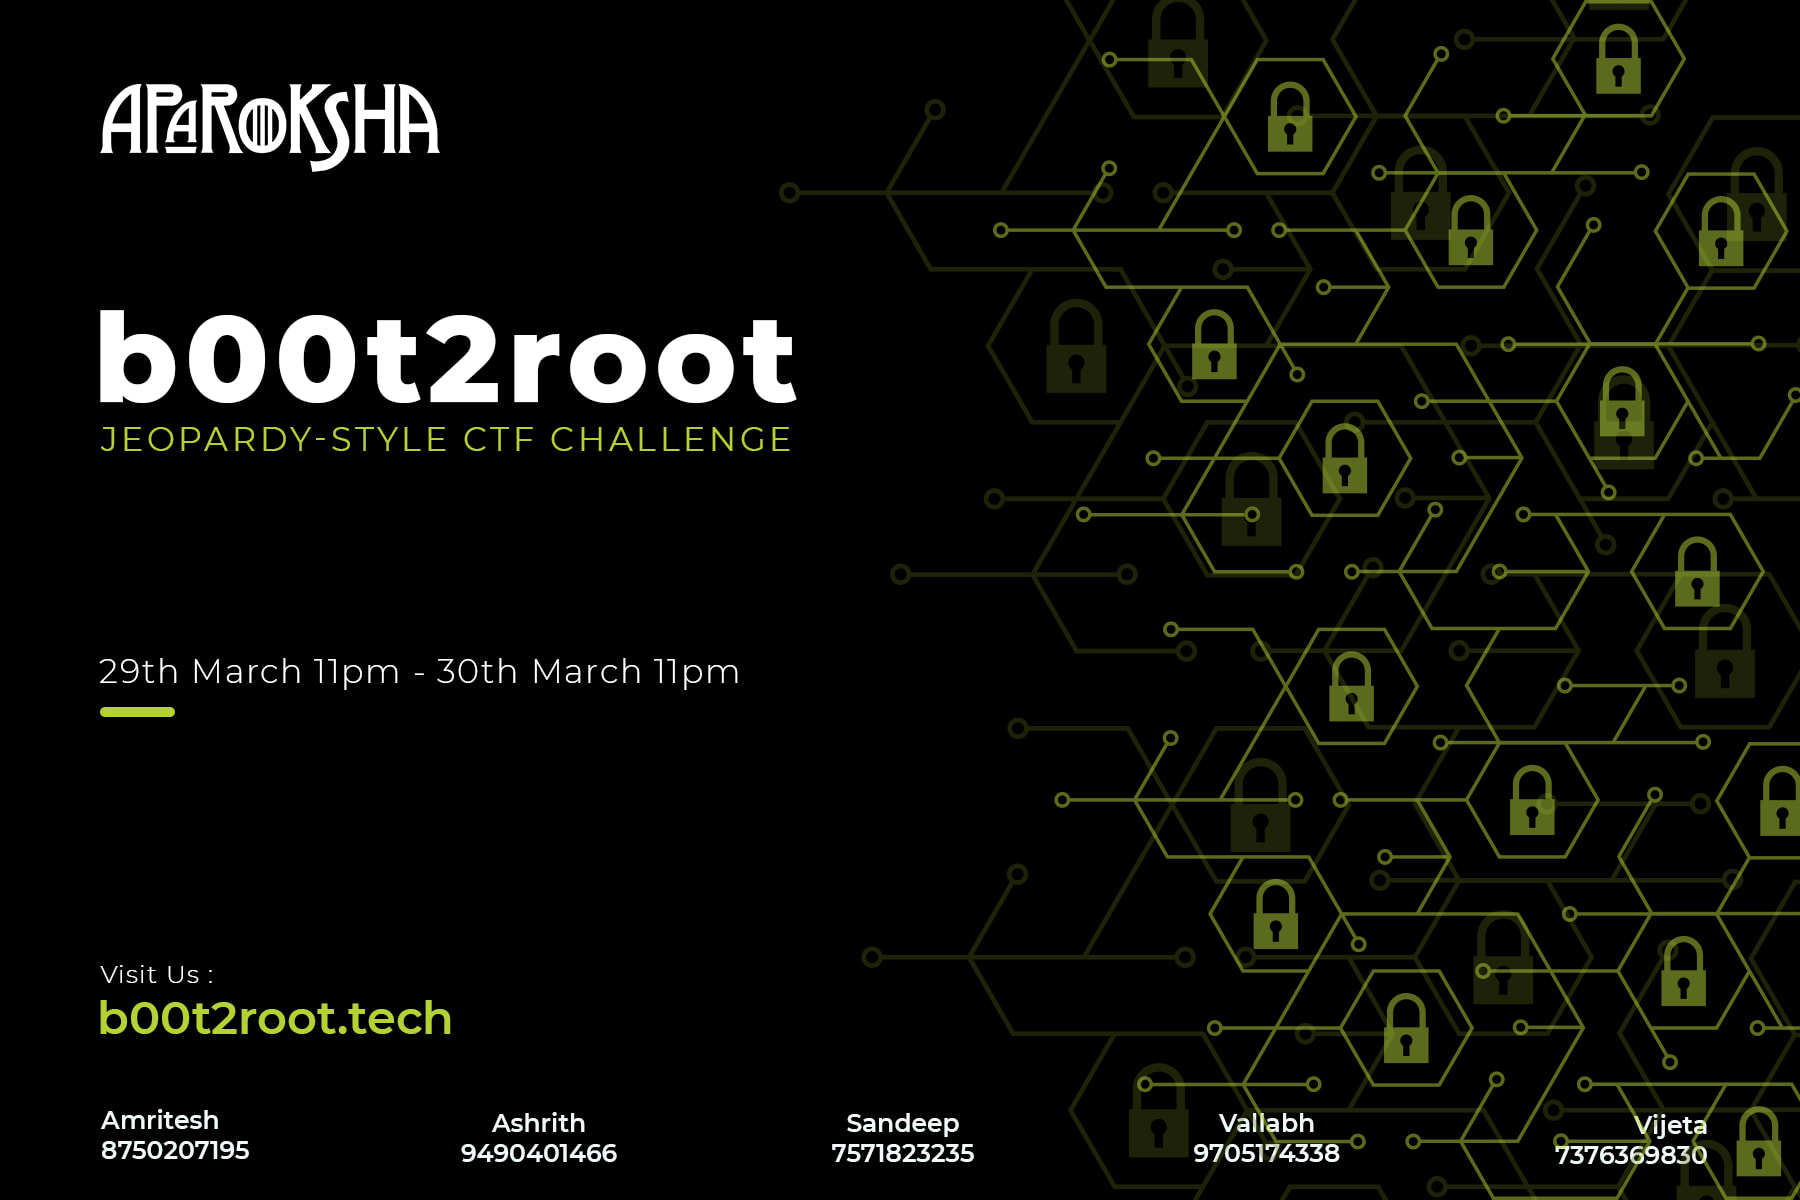 APAROKSHA
b00t2root
JEOPARDY-STYLE CTF CHALLENGE
29th March 11pm - 30th March 11pm
Visit Us :
b00t2root.tech
Amritesh
8750207195
Ashrith
9490401466
Sandeep
7571823235
Vallabh
9705174338
Vijeta
7376369830